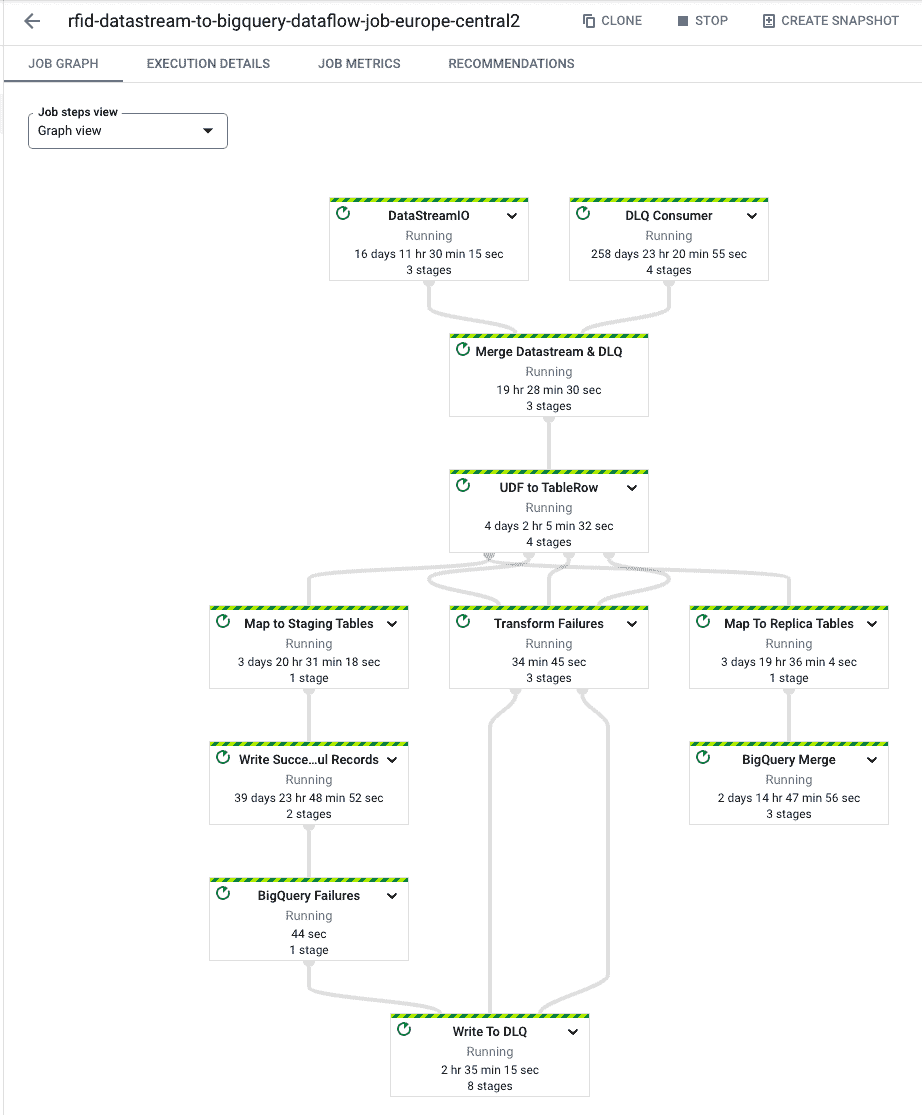 rfid-datastream-to-bigquery-dataflow-job-europe-central2
CLONE
STOP
CREATE SNAPSHOT
JOB GRAPH
EXECUTION DETAILS
JOB METRICS
RECOMMENDATIONS
Job steps view
Graph view
DataStreamIO
Running
16 days 11 hr 30 min 15 sec
3 stages
DLQ Consumer
Running
258 days 23 hr 20 min 55 sec
4 stages
Merge Datastream & DLQ
Running
19 hr 28 min 30 sec
3 stages
UDF to TableRow
Running
4 days 2 hr 5 min 32 sec
4 stages
Map to Staging Tables
Running
3 days 20 hr 31 min 18 sec
1 stage
Transform Failures
Running
34 min 45 sec
3 stages
Map To Replica Tables
Running
3 days 19 hr 36 min 4 sec
1 stage
Write Succe...ul Records
Running
39 days 23 hr 48 min 52 sec
2 stages
BigQuery Merge
Running
2 days 14 hr 47 min 56 sec
3 stages
BigQuery Failures
Running
44 sec
1 stage
Write To DLQ
Running
2 hr 35 min 15 sec
8 stages